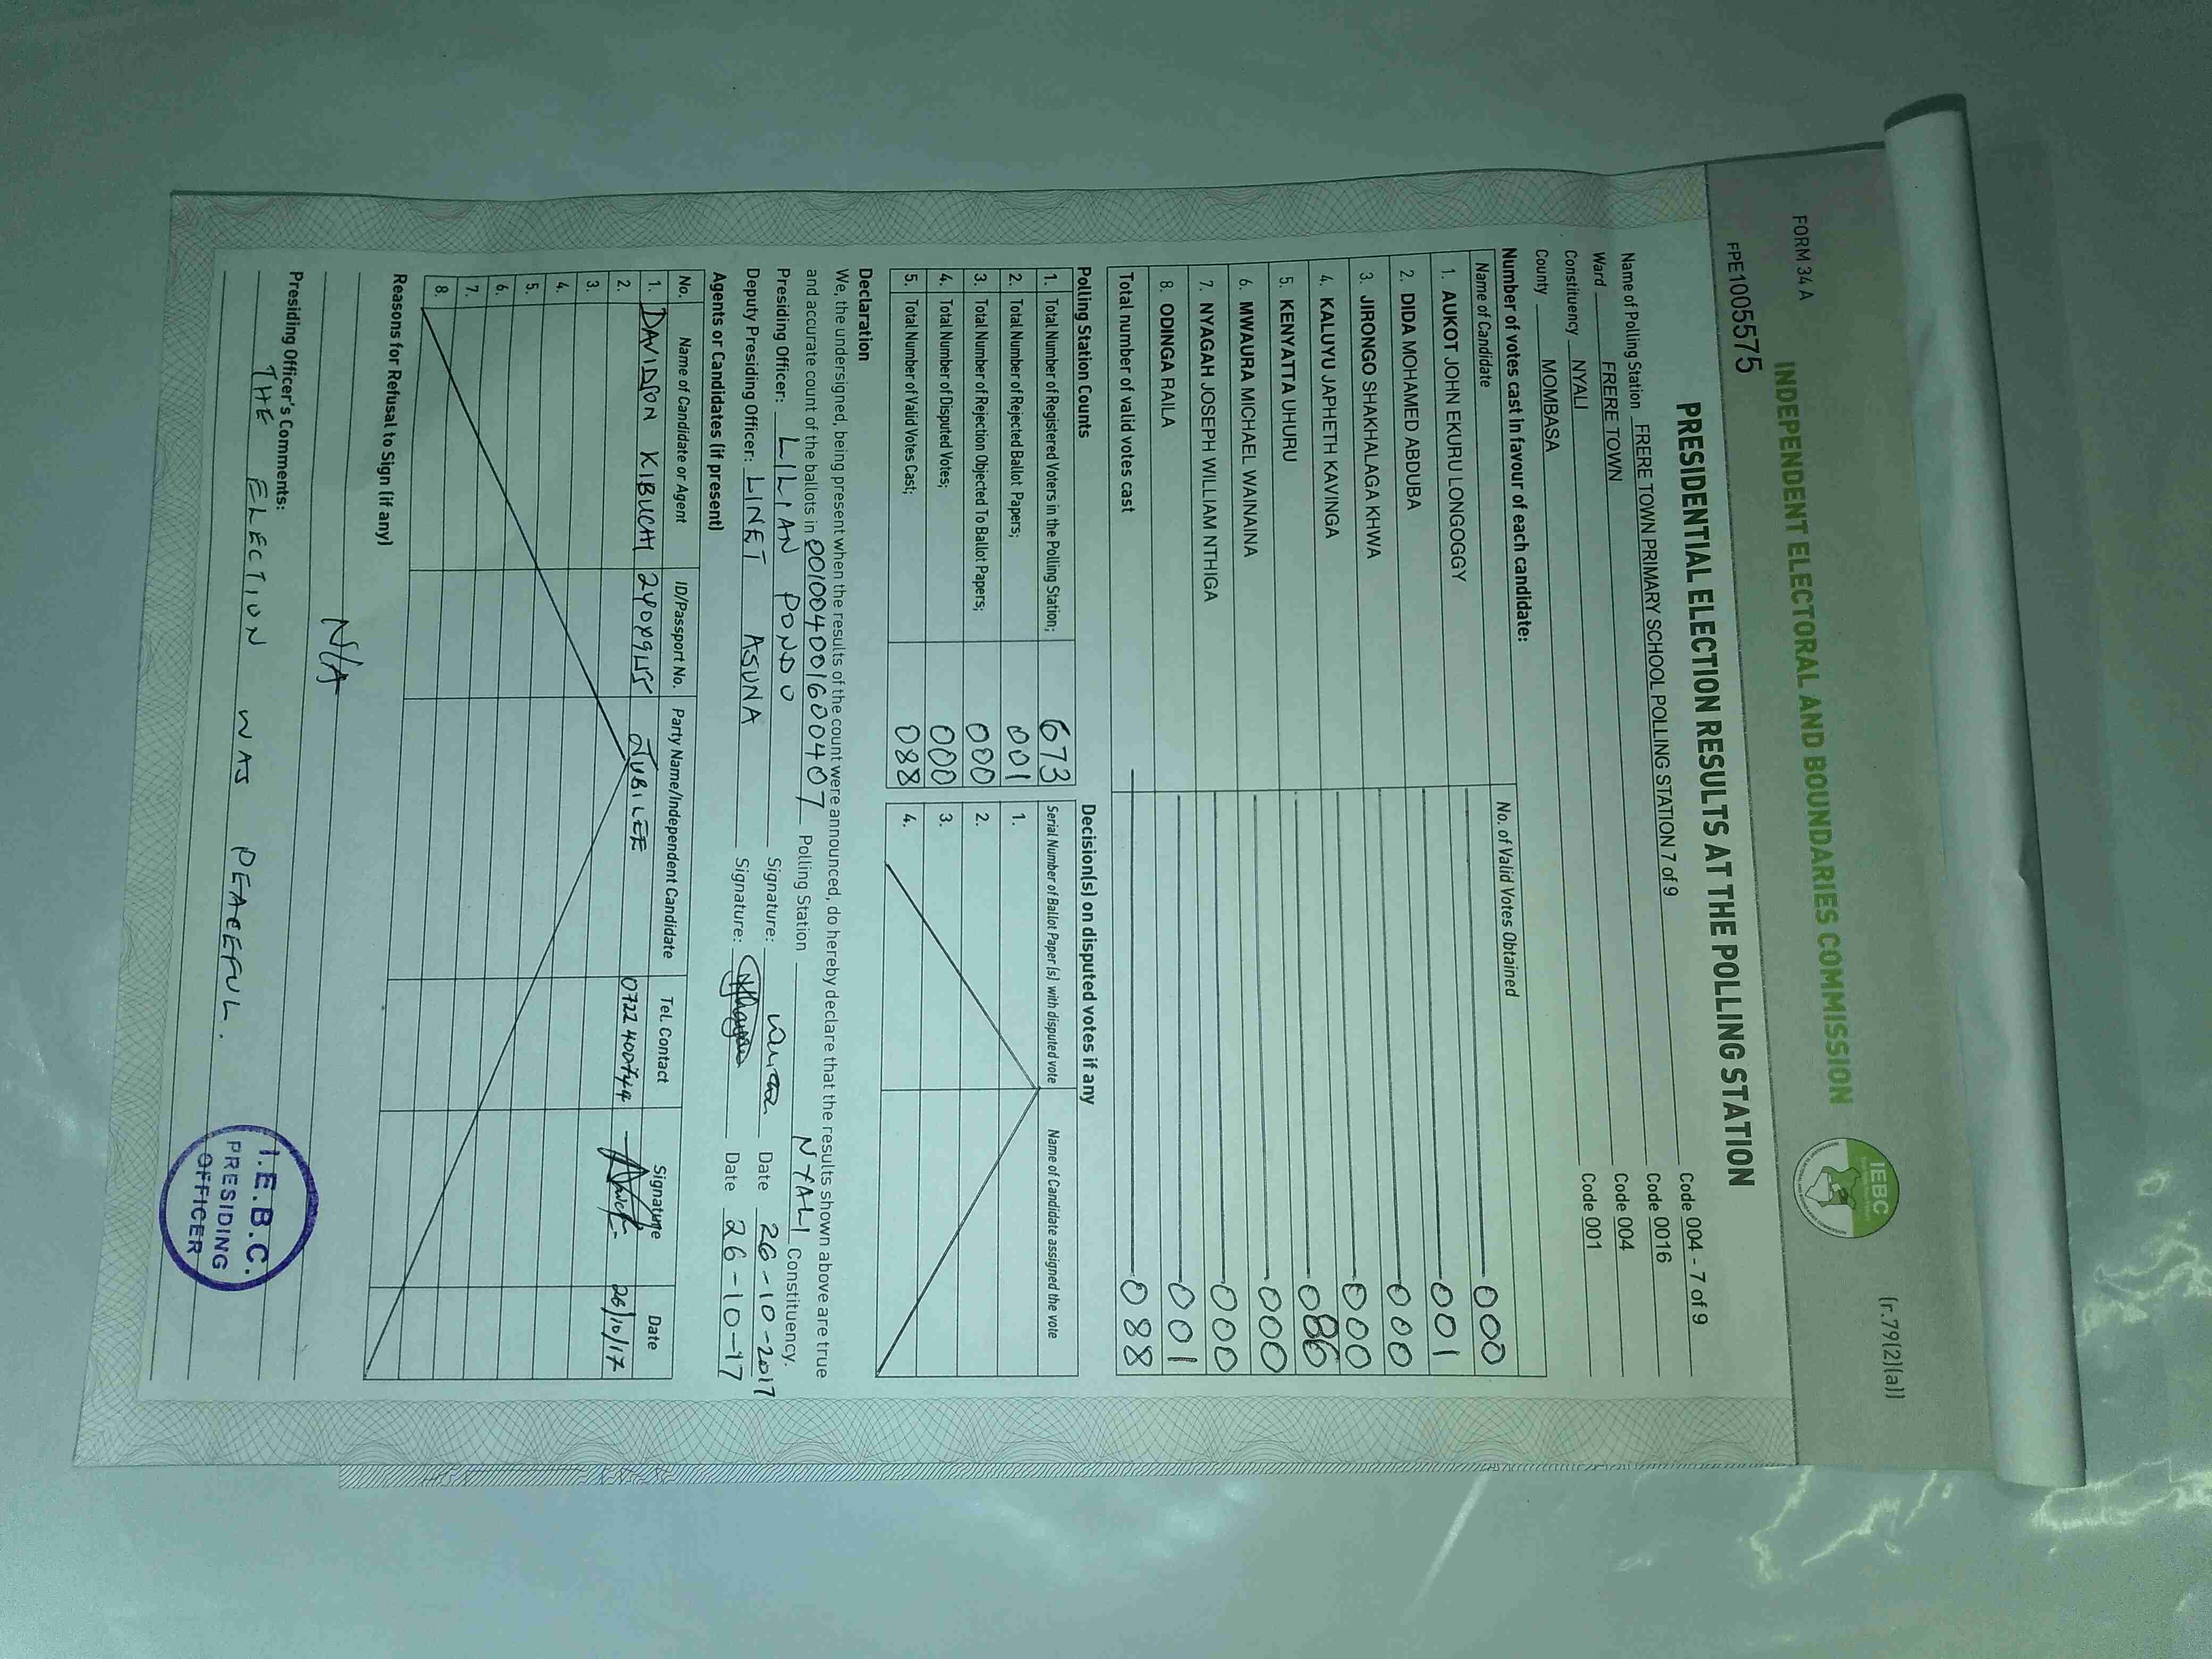 FORM 34 A
(r.79(2)(a))
INDEPENDENT ELECTORAL AND BOUNDARIES COMMISSION
IEBC
FPE1005575
PRESIDENTIAL ELECTION RESULTS AT THE POLLING STATION
Name of Polling Station FRERE TOWN PRIMARY SCHOOL POLLING STATION 7 of 9 Code 004 - 7 of 9
Ward FRERE TOWN Code 0016
Constituency NYALI Code 004
County MOMBASA Code 001
Number of votes cast in favour of each candidate:
Name of Candidate No. of Valid Votes Obtained
1. AUKOT JOHN EKURU LONGOGGY 000
2. DIDA MOHAMED ABDUBA 001
3. JIRONGO SHAKHALAGA KHWA 000
4. KALUYU JAPHETH KAVINGA 000
5. KENYATTA UHURU 086
6. MWAURA MICHAEL WAINAINA 000
7. NYAGAH JOSEPH WILLIAM NTHIGA 000
8. ODINGA RAILA 001
Total number of valid votes cast 088
Polling Station Counts Decision(s) on disputed votes if any
1. Total Number of Registered Voters in the Polling Station; 673 Serial Number of Ballot Paper(s) with disputed vote Name of Candidate assigned the vote
2. Total Number of Rejected Ballot Papers; 001 1.
3. Total Number of Rejection Objected To Ballot Papers; 000 2.
4. Total Number of Disputed Votes; 000 3.
5. Total Number of Valid Votes Cast; 088 4.
Declaration
We, the undersigned, being present when the results of the count were announced, do hereby declare that the results shown above are true
and accurate count of the ballots in 001004001600407 Polling Station NYALI Constituency.
Presiding Officer: LILIAN PONDO Signature: Date 26-10-2017
Deputy Presiding Officer: LINET ASUNA Signature: Date 26-10-17
Agents or Candidates (if present)
No. Name of Candidate or Agent ID/Passport No. Party Name/Independent Candidate Tel. Contact Signature Date
1. DAVIDSON KIBUCHI JUBILEE 26/10/17
2.
3.
4.
5.
6.
7.
8.
Reasons for Refusal to Sign (if any)
N/A
Presiding Officer's Comments:
THE ELECTION WAS PEACEFUL.
I.E.B.C.
PRESIDING
OFFICER